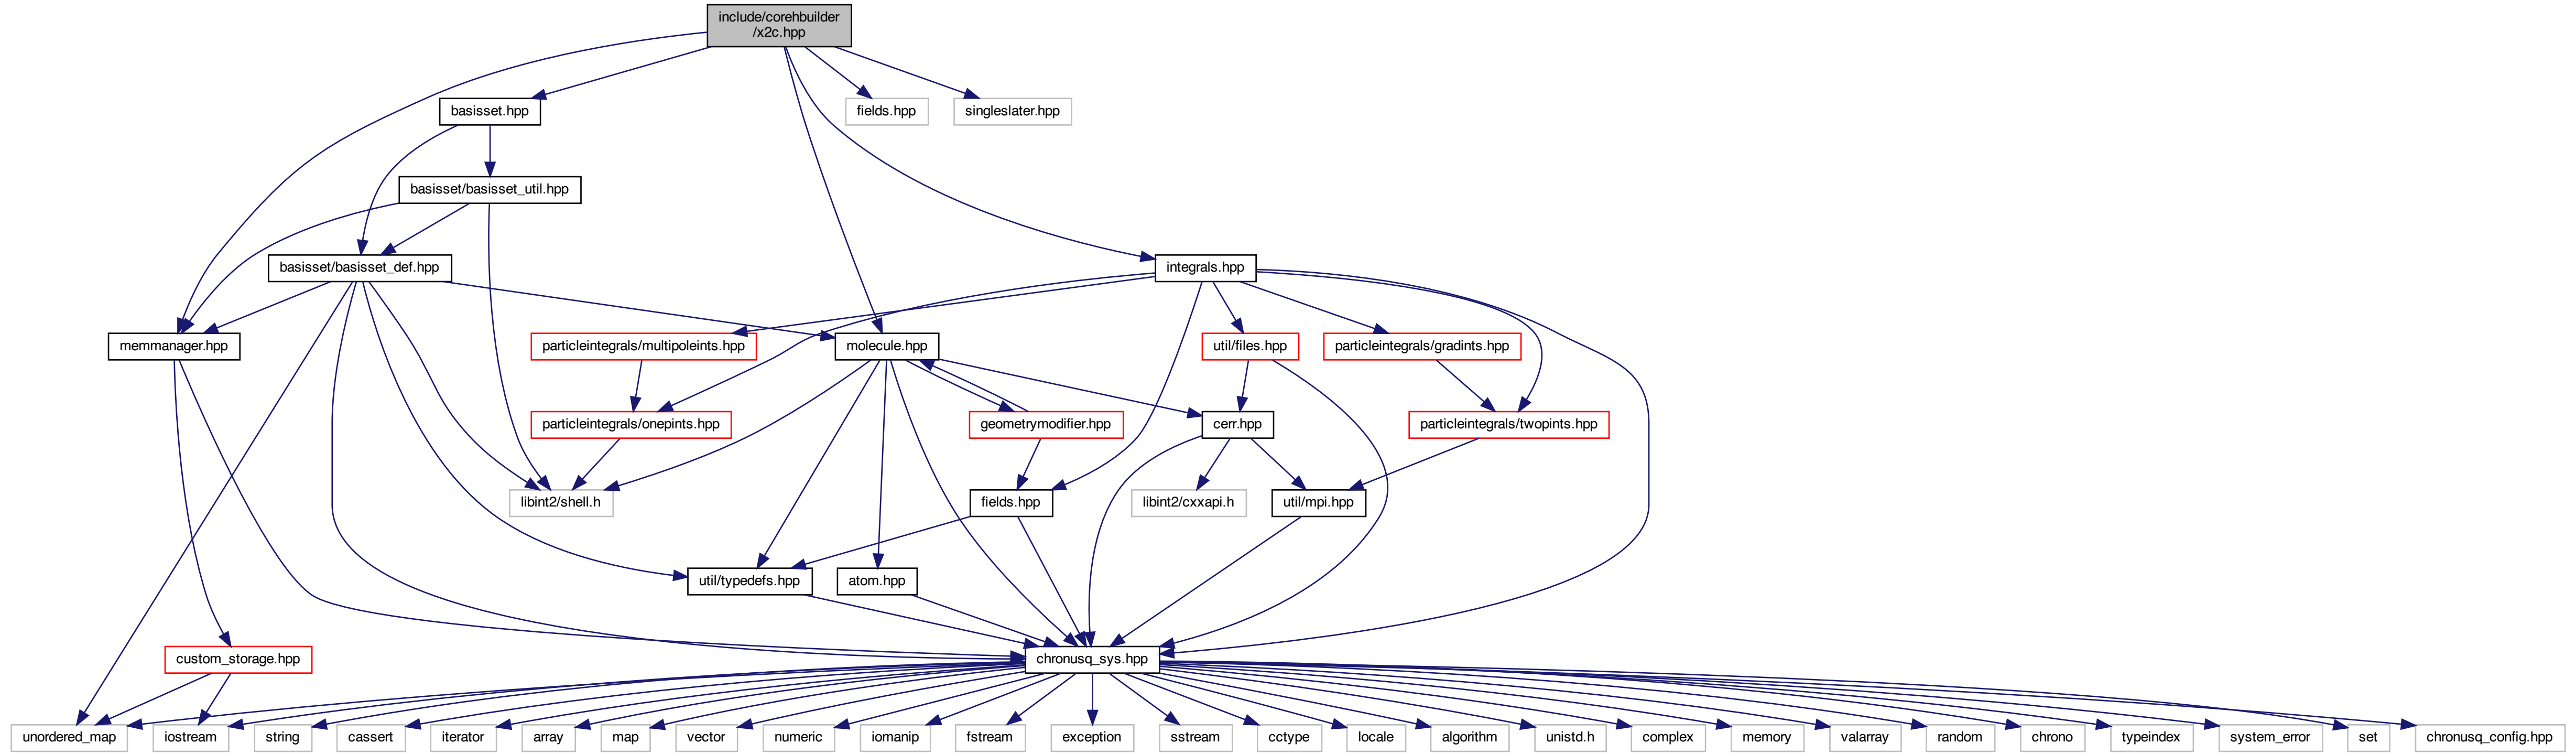 include/corehbuilder
/x2c.hpp
basisset.hpp
fields.hpp
singleslater.hpp
basisset/basisset_util.hpp
basisset/basisset_def.hpp
integrals.hpp
memmanager.hpp
particleintegrals/multipoleints.hpp
molecule.hpp
util/files.hpp
particleintegrals/gradints.hpp
particleintegrals/onepints.hpp
geometrymodifier.hpp
cerr.hpp
particleintegrals/twopints.hpp
libint2/shell.h
fields.hpp
libint2/cxxapi.h
util/mpi.hpp
util/typedefs.hpp
atom.hpp
custom_storage.hpp
chronusq_sys.hpp
unordered_map
iostream
string
cassert
iterator
array
map
vector
numeric
iomanip
fstream
exception
sstream
cctype
locale
algorithm
unistd.h
complex
memory
valarray
random
chrono
typeindex
system_error
set
chronusq_config.hpp